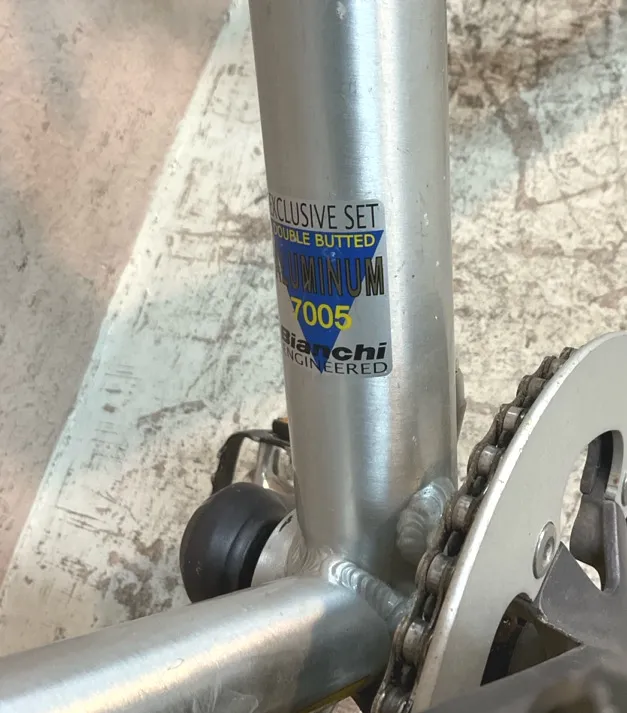 EXCLUSIVE SET
DOUBLE BUTTED
ALUMINUM
7005
Bianchi
ENGINEERED